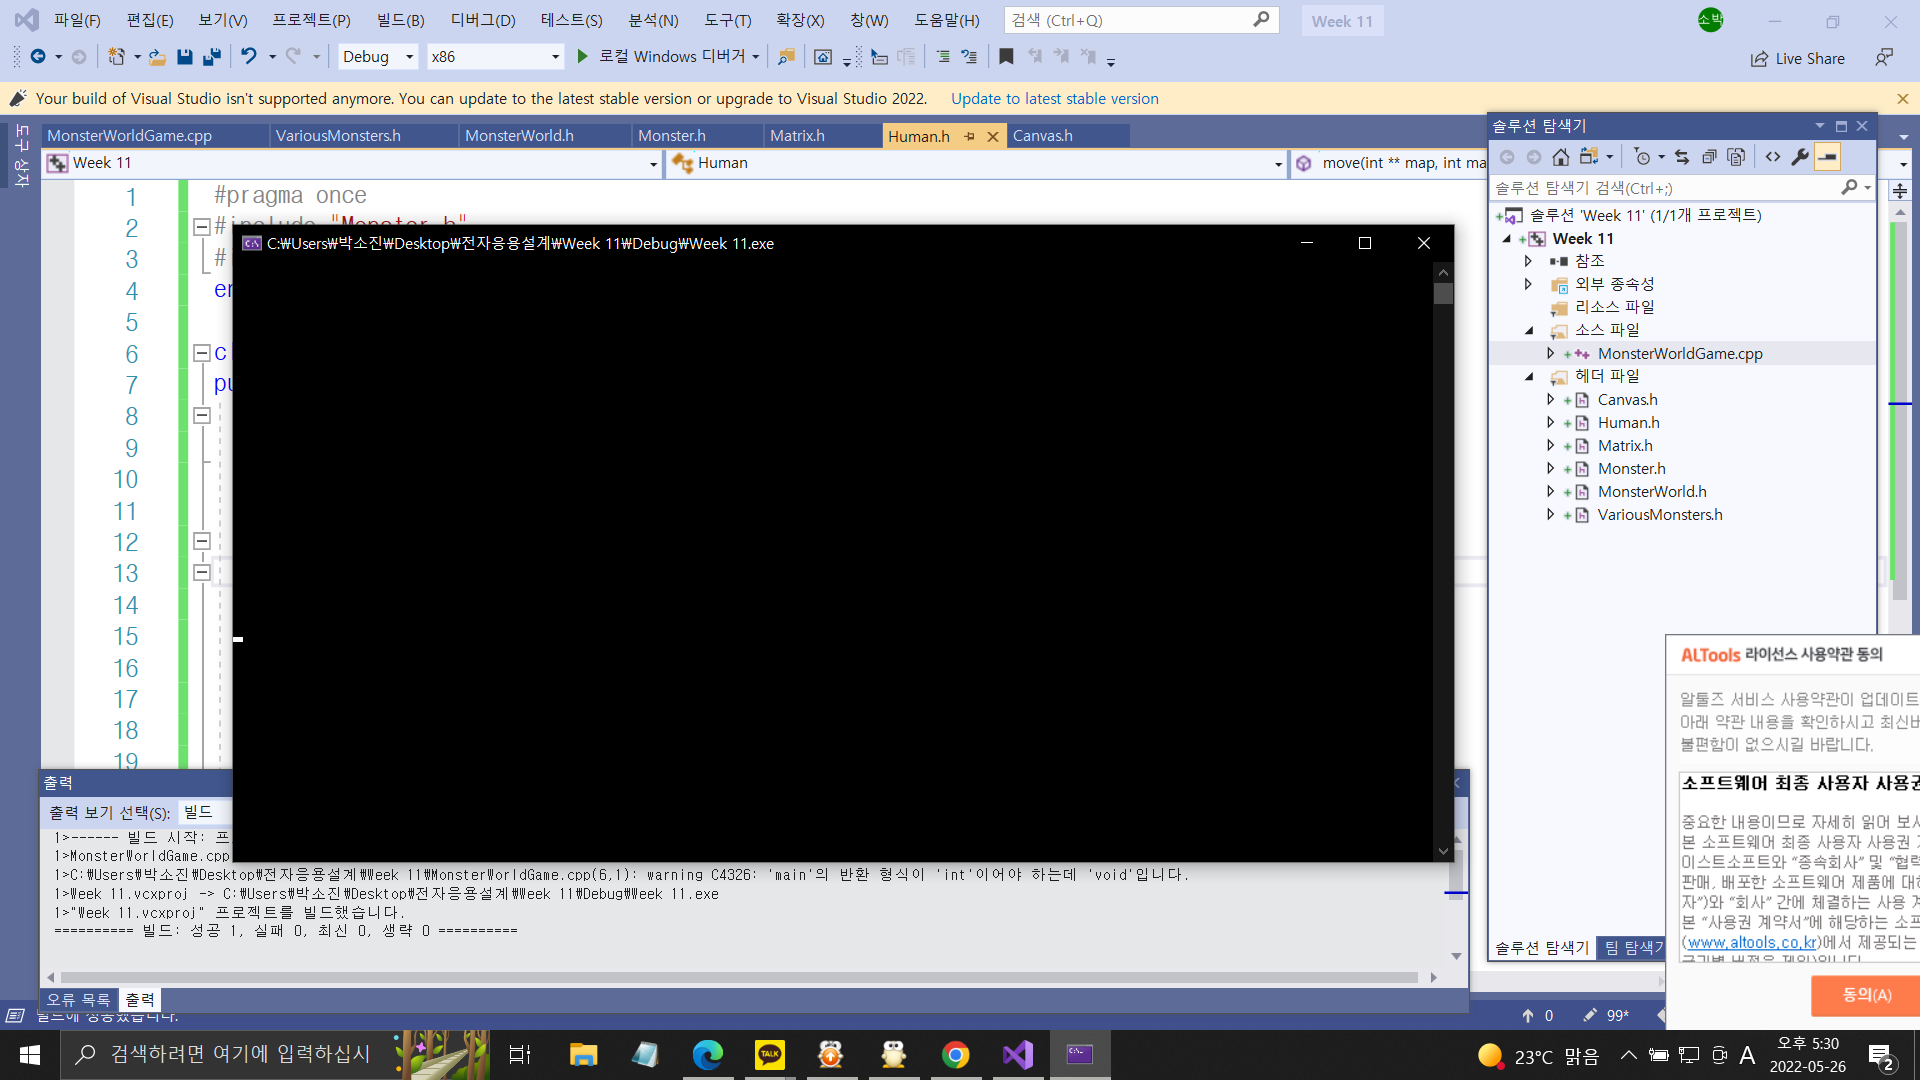 파일(F) 편집(E) 보기(V) 프로젝트(P) 빌드(B) 디버그(D) 테스트(S) 분석(N) 도구(T) 확장(X) 창(W) 도움말(H) 검색 (Ctrl+Q) Week 11 소박
Debug x86 로컬 Windows 디버거 Live Share
Your build of Visual Studio isn't supported anymore. You can update to the latest stable version or upgrade to Visual Studio 2022. Update to latest stable version
도구 상자
MonsterWorldGame.cpp VariousMonsters.h MonsterWorld.h Monster.h Matrix.h Human.h Canvas.h
Week 11 Human move(int ** map, int ma
1 #pragma once
2 #include "Monster.h"
3 #
4 en
5
6 c
7 pu
8
9
10
11
12
13
14
15
16
17
18
19
C:\Users\박소진\Desktop\전자응용설계\Week 11\Debug\Week 11.exe
솔루션 탐색기
솔루션 탐색기 검색(Ctrl+;)
솔루션 'Week 11' (1/1개 프로젝트)
Week 11
참조
외부 종속성
리소스 파일
소스 파일
MonsterWorldGame.cpp
헤더 파일
Canvas.h
Human.h
Matrix.h
Monster.h
MonsterWorld.h
VariousMonsters.h
솔루션 탐색기 팀 탐색기
출력
출력 보기 선택(S): 빌드
1>------ 빌드 시작: 프
1>MonsterWorldGame.cpp
1>C:\Users\박소진\Desktop\전자응용설계\Week 11\MonsterWorldGame.cpp(6,1): warning C4326: 'main'의 반환 형식이 'int'이어야 하는데 'void'입니다.
1>Week 11.vcxproj -> C:\Users\박소진\Desktop\전자응용설계\Week 11\Debug\Week 11.exe
1>"Week 11.vcxproj" 프로젝트를 빌드했습니다.
========== 빌드: 성공 1, 실패 0, 최신 0, 생략 0 ==========
오류 목록 출력
빌드에 성공했습니다. 0 99*
ALTools 라이선스 사용약관 동의
알툴즈 서비스 사용약관이 업데이트
아래 약관 내용을 확인하시고 최신버
불편함이 없으시길 바랍니다.
소프트웨어 최종 사용자 사용권
중요한 내용이므로 자세히 읽어 보시
본 소프트웨어 최종 사용자 사용권 계
이스트소프트와 “종속회사” 및 “협력
판매, 배포한 소프트웨어 제품에 대하
자”)와 “회사” 간에 체결하는 사용 계
본 “사용권 계약서”에 해당하는 소프
(www.altools.co.kr)에서 제공되는
동의(A)
검색하려면 여기에 입력하십시 TALK 23°C 맑음 A 오후 5:30
2022-05-26 2